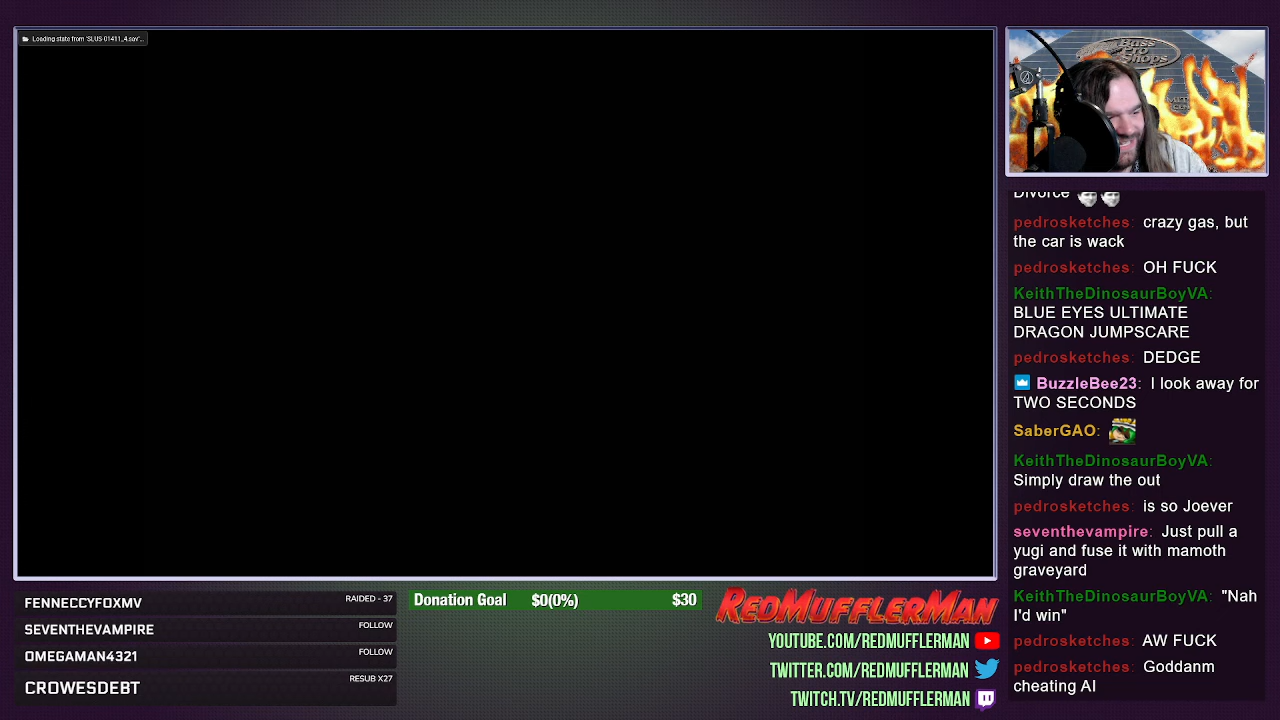 Loading state from 'SLUS-01411_4.sav'...
Bass
Pro
Shops
Divorce
pedrosketches: crazy gas, but
the car is wack
pedrosketches: OH FUCK
KeithTheDinosaurBoyVA:
BLUE EYES ULTIMATE
DRAGON JUMPSCARE
pedrosketches: DEDGE
BuzzleBee23: I look away for
TWO SECONDS
SaberGAO:
KeithTheDinosaurBoyVA:
Simply draw the out
pedrosketches: is so Joever
seventhevampire: Just pull a
yugi and fuse it with mamoth
graveyard
KeithTheDinosaurBoyVA: "Nah
I'd win"
pedrosketches: AW FUCK
pedrosketches: Goddanm
cheating AI
FENNECCYFOXMV RAIDED - 37
SEVENTHEVAMPIRE FOLLOW
OMEGAMAN4321 FOLLOW
CROWESDEBT RESUB X27
Donation Goal $0(0%) $30
REDMUFFLERMAN
YOUTUBE.COM/REDMUFFLERMAN
TWITTER.COM/REDMUFFLERMAN
TWITCH.TV/REDMUFFLERMAN